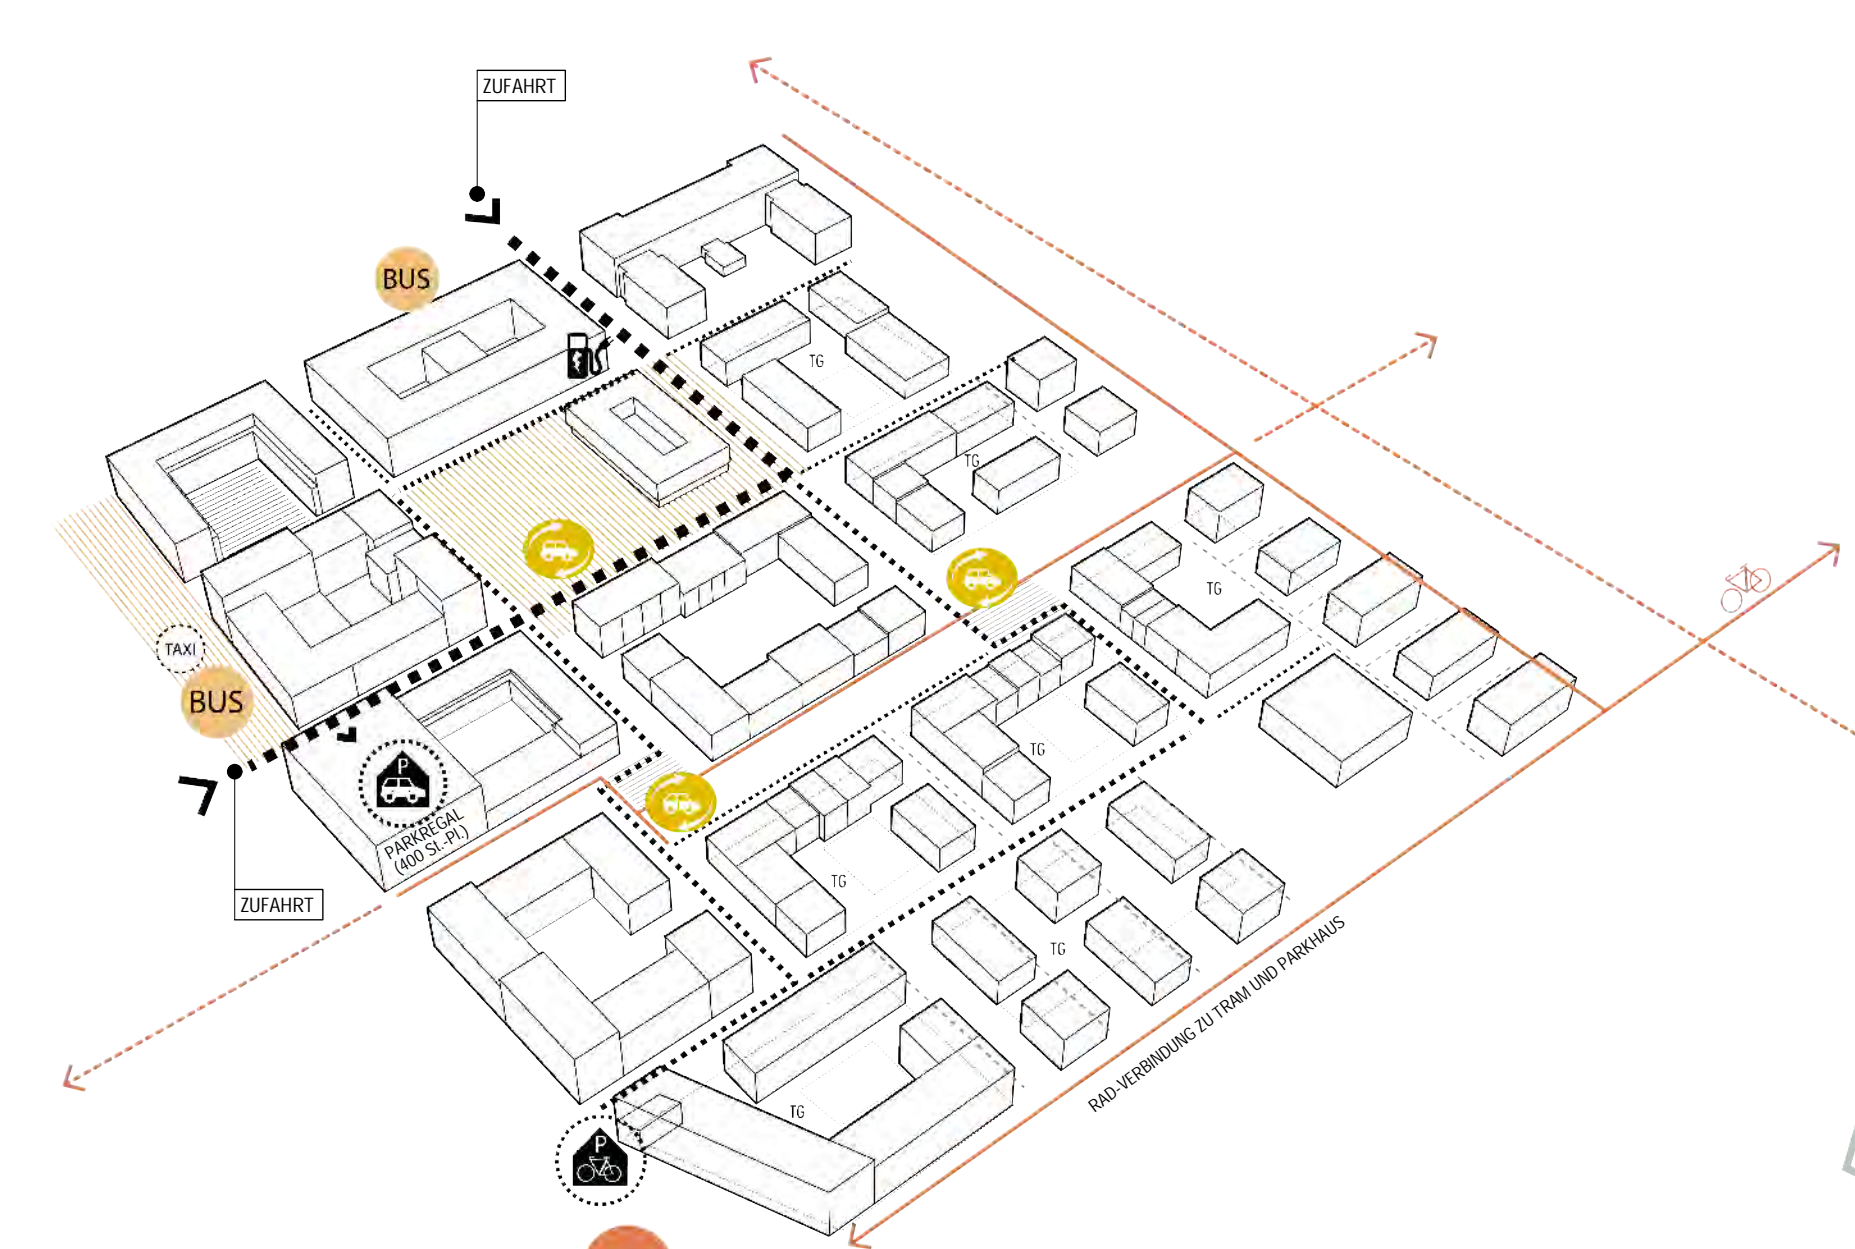 ZUFAHRT
BUS
TG
TG
TG
TAXI
BUS
P
TG
PARKREGAL
(400 St.-Pl.)
TG
ZUFAHRT
TG
RAD-VERBINDUNG ZU TRAM UND PARKHAUS
TG
P